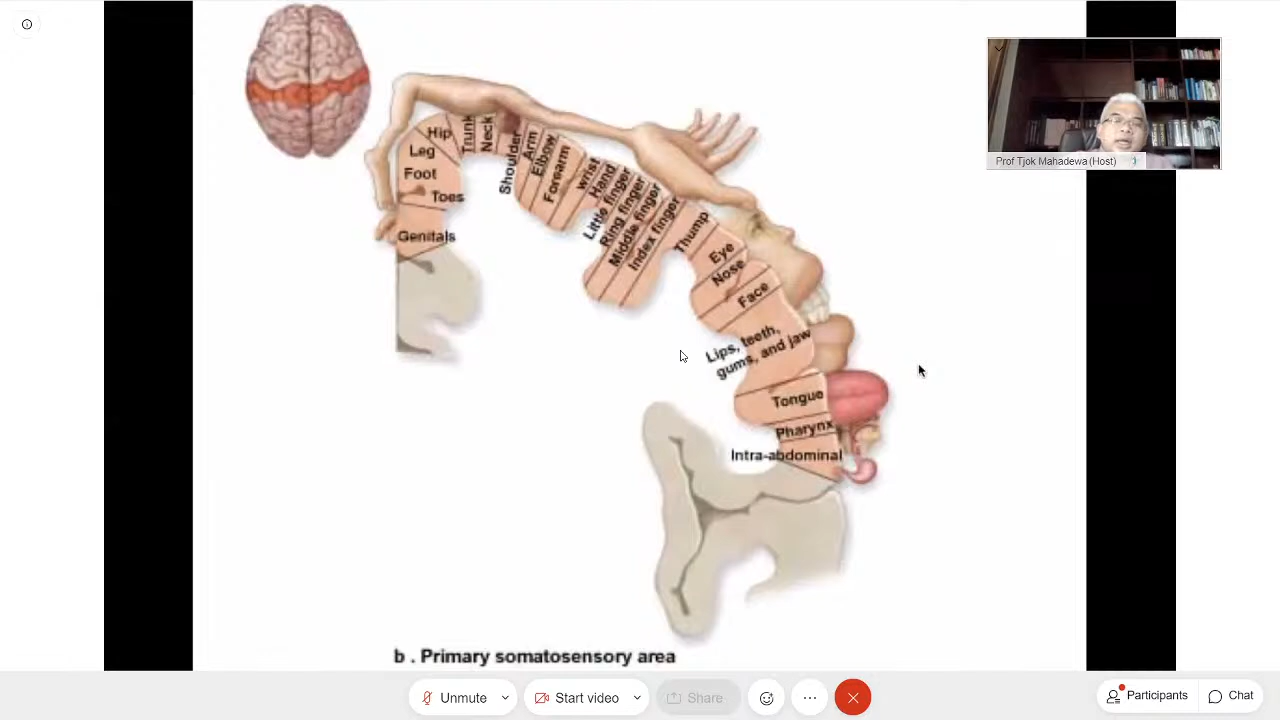 Prof Tjok Mahadewa (Host)
Hip
Trunk
Neck
Leg
Foot
Toes
Genitals
Shoulder
Arm
Elbow
Forearm
wrist
Hand
Little finger
Ring finger
Middle finger
Index finger
Thump
Eye
Nose
Face
Lips, teeth,
gums, and jaw
Tongue
Pharynx
Intra-abdominal
b . Primary somatosensory area
Unmute
Start video
Share
Participants
Chat